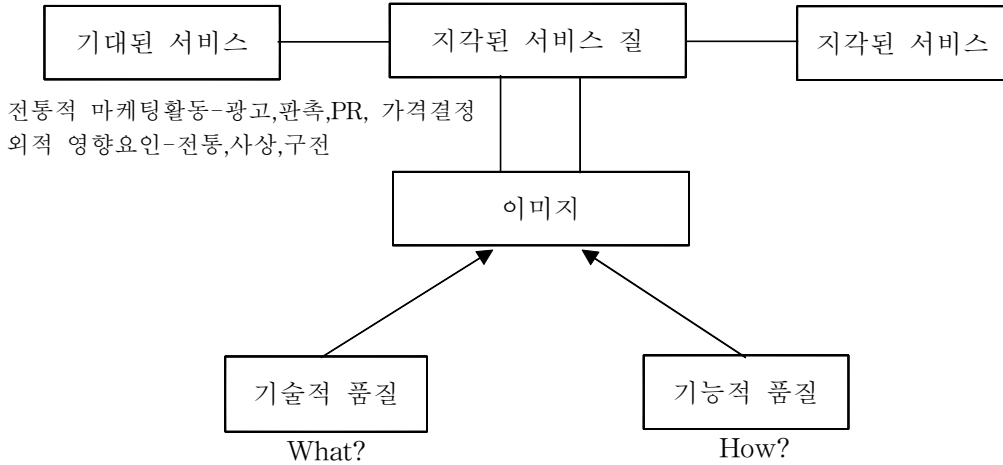 기대된 서비스
지각된 서비스 질
지각된 서비스
전통적 마케팅활동-광고,판촉,PR, 가격결정
외적 영향요인-전통,사상,구전
이미지
기술적 품질
기능적 품질
What?
How?